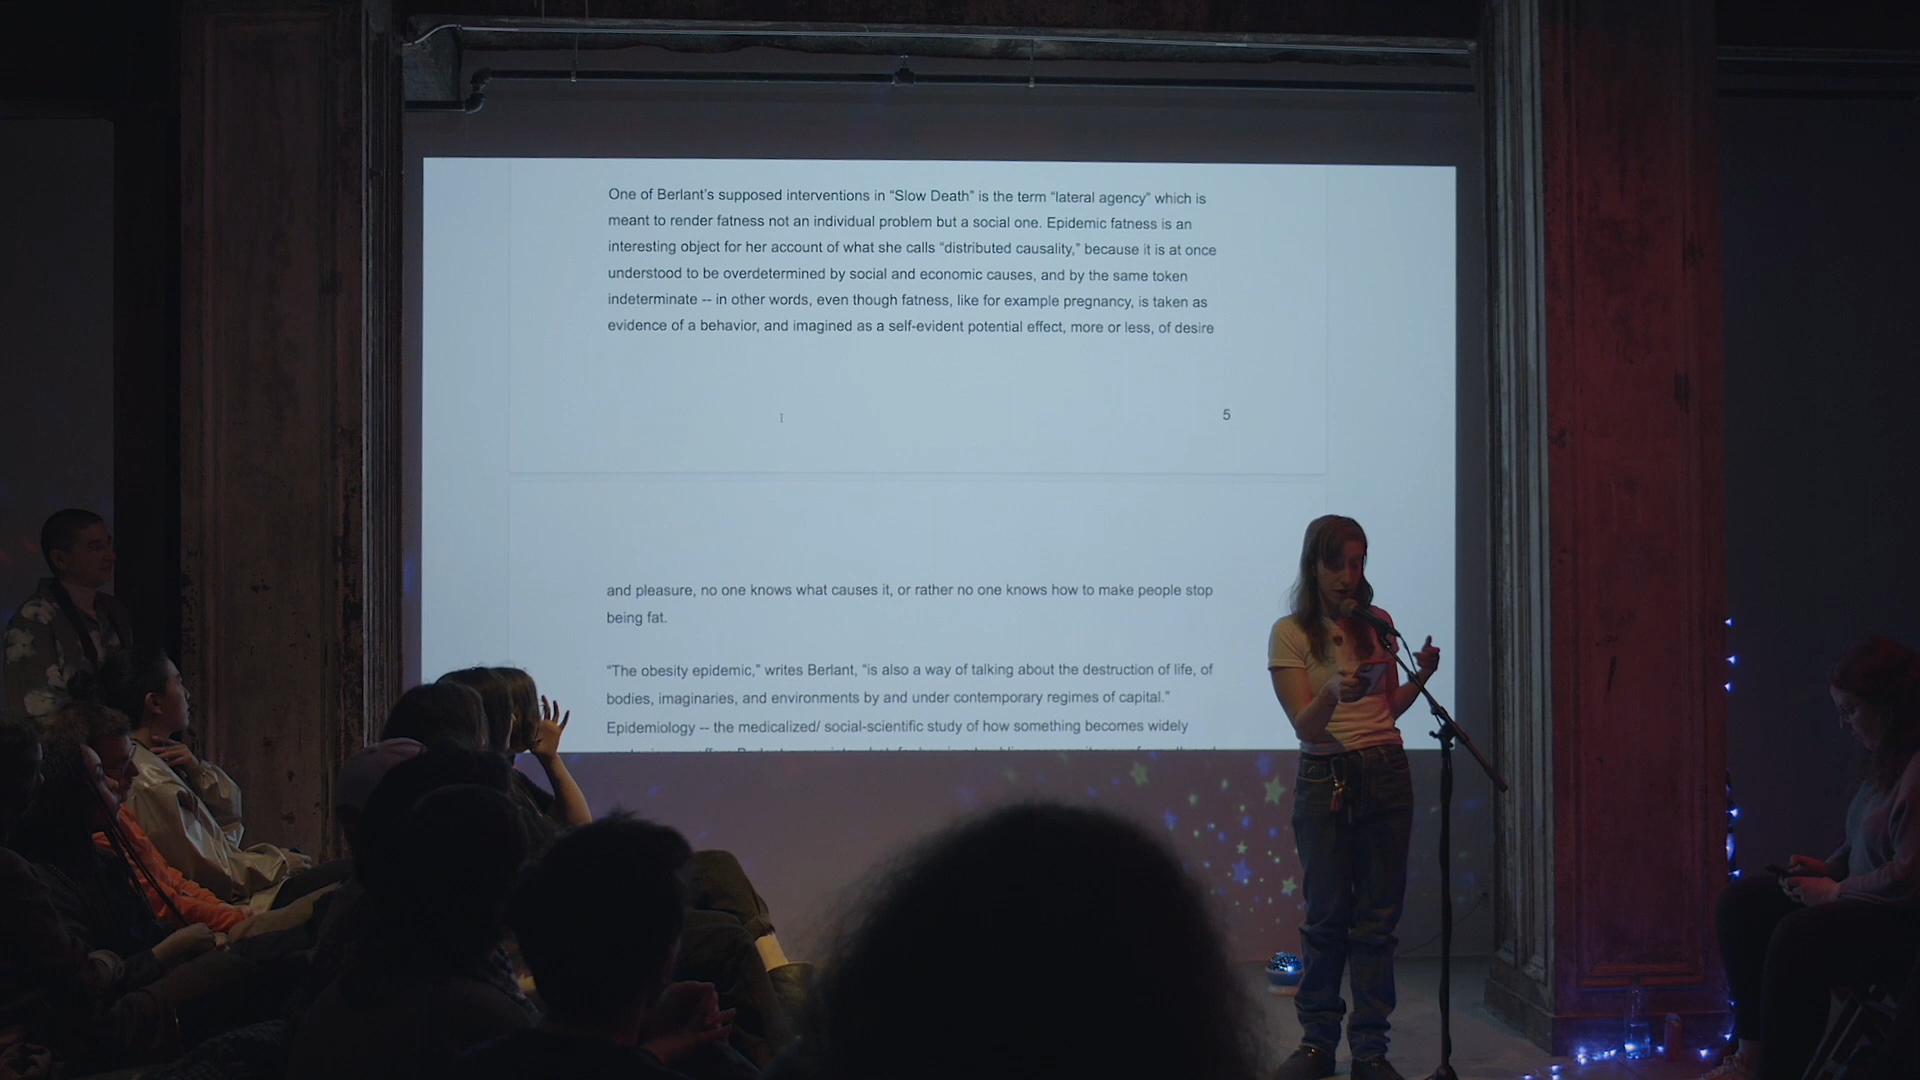 One of Berlant’s supposed interventions in “Slow Death” is the term “lateral agency” which is
meant to render fatness not an individual problem but a social one. Epidemic fatness is an
interesting object for her account of what she calls “distributed causality,” because it is at once
understood to be overdetermined by social and economic causes, and by the same token
indeterminate -- in other words, even though fatness, like for example pregnancy, is taken as
evidence of a behavior, and imagined as a self-evident potential effect, more or less, of desire
5
and pleasure, no one knows what causes it, or rather no one knows how to make people stop
being fat.
“The obesity epidemic,” writes Berlant, “is also a way of talking about the destruction of life, of
bodies, imaginaries, and environments by and under contemporary regimes of capital.”
Epidemiology -- the medicalized/ social-scientific study of how something becomes widely